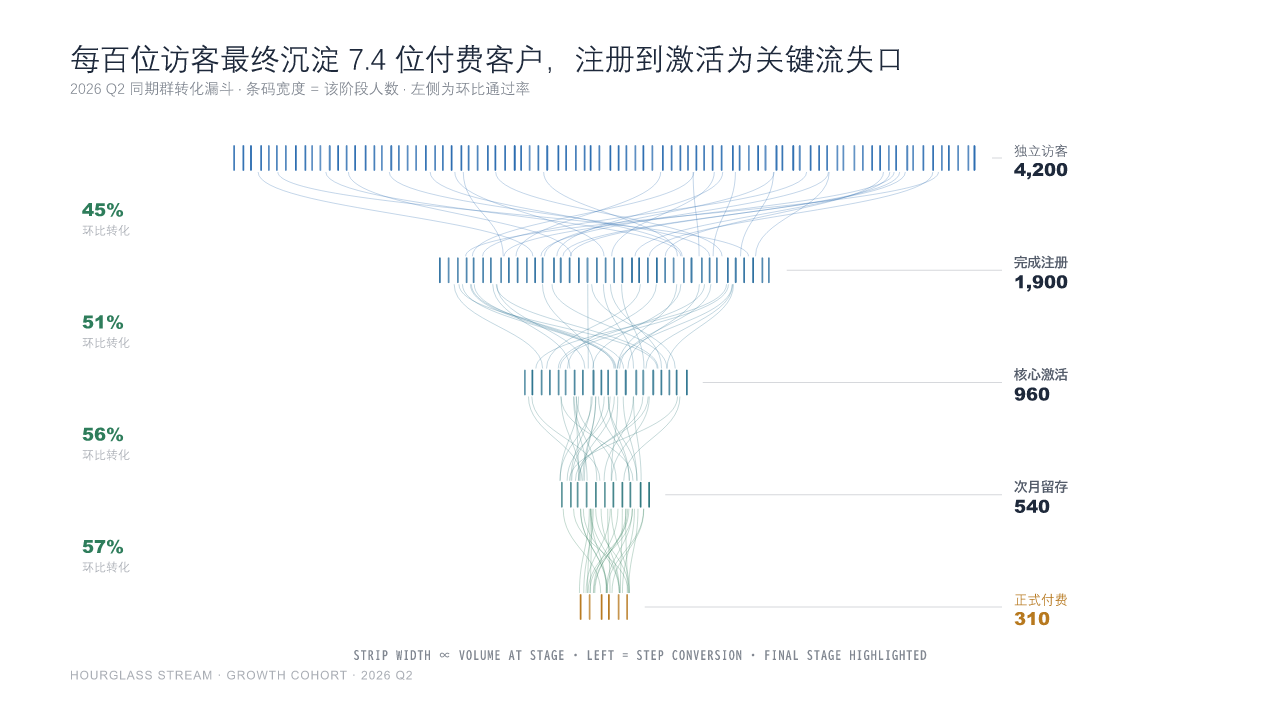 每百位访客最终沉淀 7.4 位付费客户，注册到激活为关键流失口
2026 Q2 同期群转化漏斗 · 条码宽度 = 该阶段人数 · 左侧为环比通过率
独立访客
4,200
45%
环比转化
完成注册
1,900
51%
环比转化
核心激活
960
56%
环比转化
次月留存
540
57%
环比转化
正式付费
310
STRIP WIDTH ∝ VOLUME AT STAGE · LEFT = STEP CONVERSION · FINAL STAGE HIGHLIGHTED
HOURGLASS STREAM · GROWTH COHORT · 2026 Q2